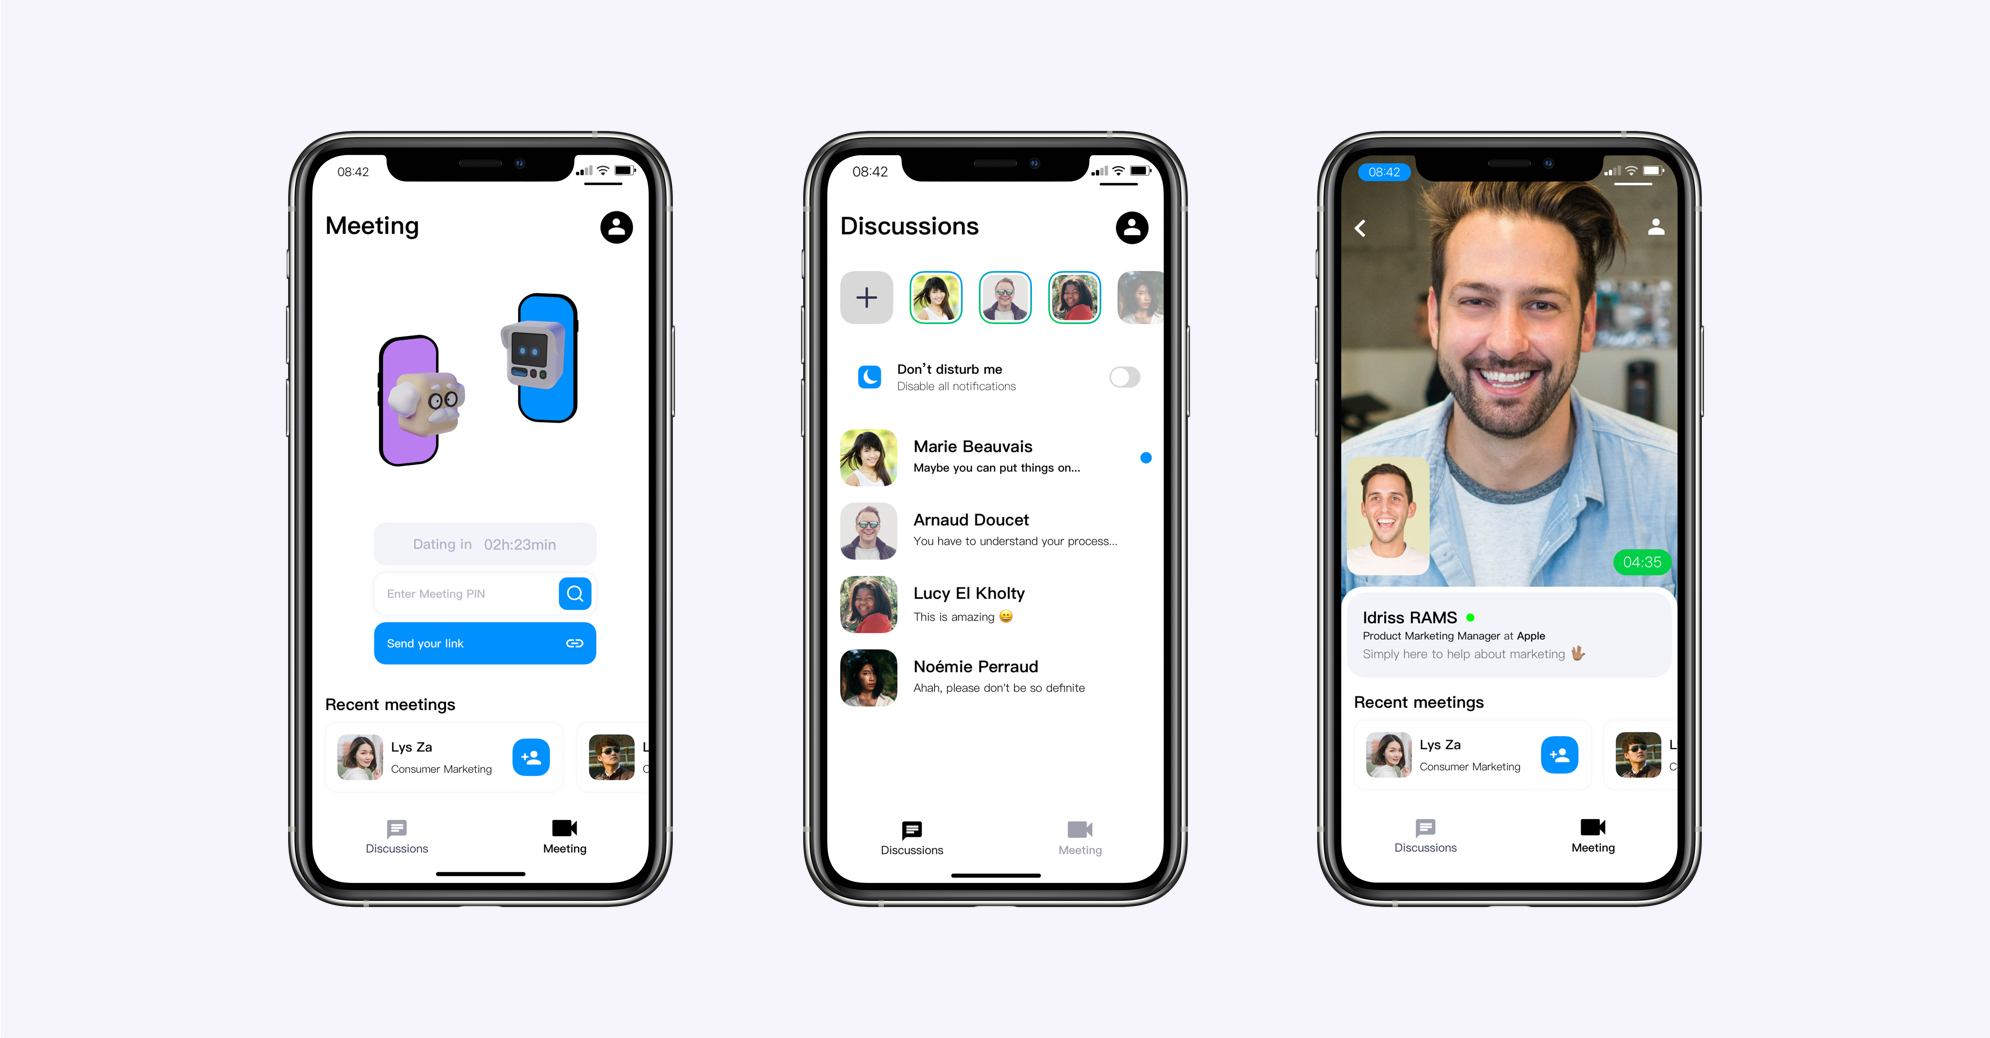 08:42
Meeting
Dating in 02h:23min
Enter Meeting PIN
Send your link
Recent meetings
Lys Za
Consumer Marketing
L
C
Discussions
Meeting
08:42
Discussions
Don't disturb me
Disable all notifications
Marie Beauvais
Maybe you can put things on...
Arnaud Doucet
You have to understand your process...
Lucy El Kholty
This is amazing 😄
Noémie Perraud
Ahah, please don't be so definite
Discussions
Meeting
08:42
04:35
Idriss RAMS
Product Marketing Manager at Apple
Simply here to help about marketing 🖖🏽
Recent meetings
Lys Za
Consumer Marketing
L
C
Discussions
Meeting